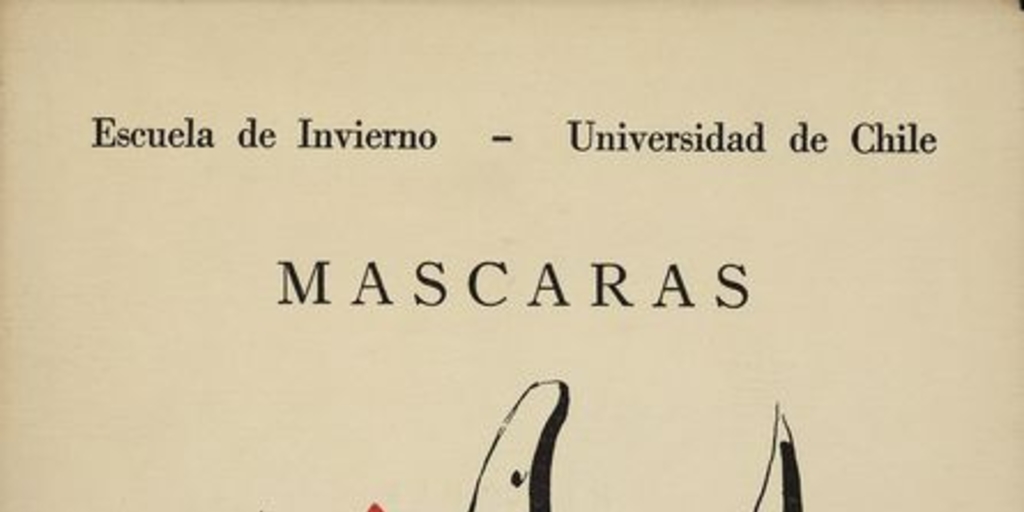 Escuela de Invierno – Universidad de Chile
MASCARAS